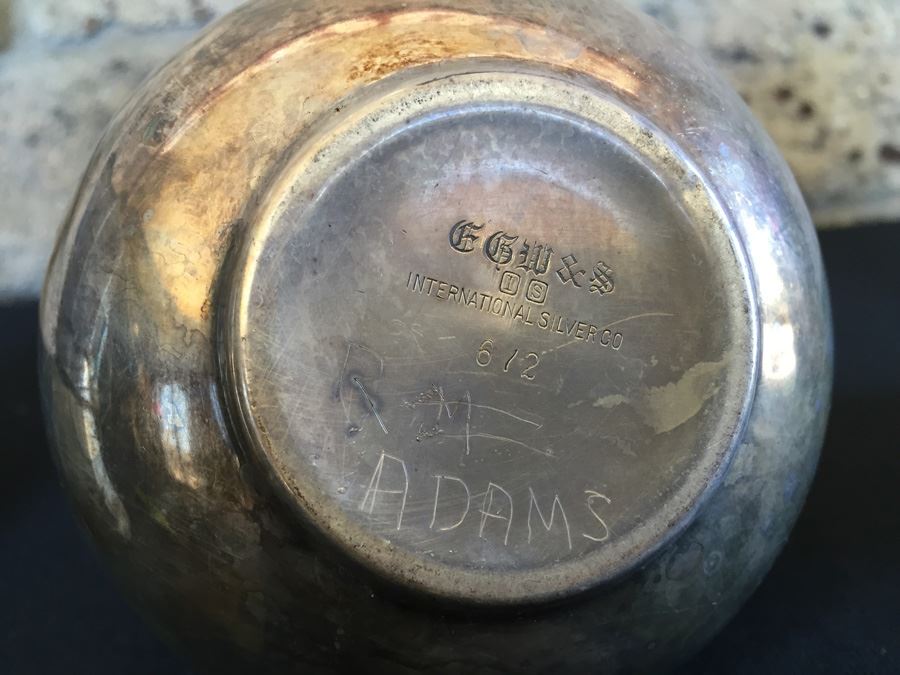 EGW&S
IS
INTERNATIONAL SILVER CO
612
ADAMS